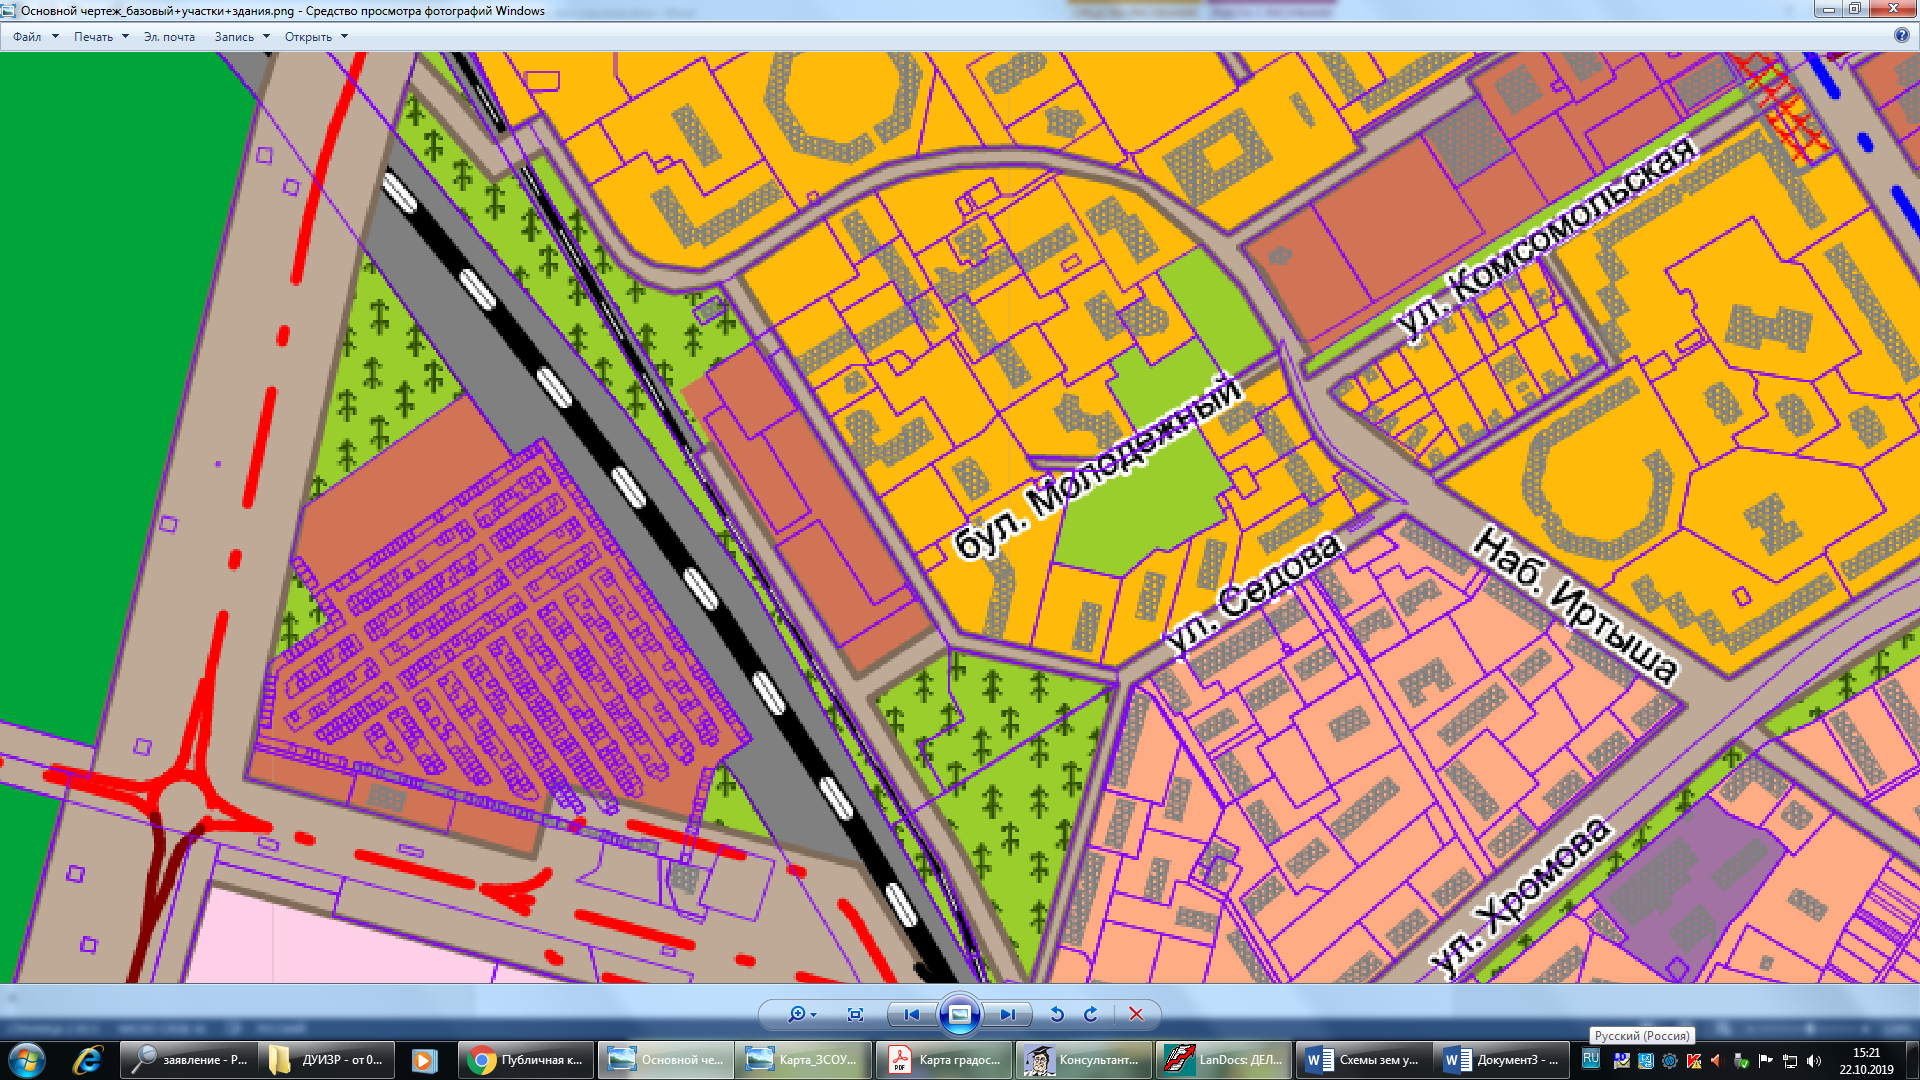 Основной чертеж_базовый+участки+здания.png - Средство просмотра фотографий Windows
Файл Печать Эл. почта Запись Открыть
ул. Комсомольская
бул. Молодежный
ул. Седова
Наб. Иртыша
ул. Хромова
Русский (Россия)
заявление - P...
ДУИЗР - от 0...
Публичная к...
Основной че...
Карта_ЗСОУ...
PDF
Карта градос...
Консультант...
LanDocs: ДЕЛ...
Схемы зем у...
Документ3 - ...
RU
15:21
22.10.2019